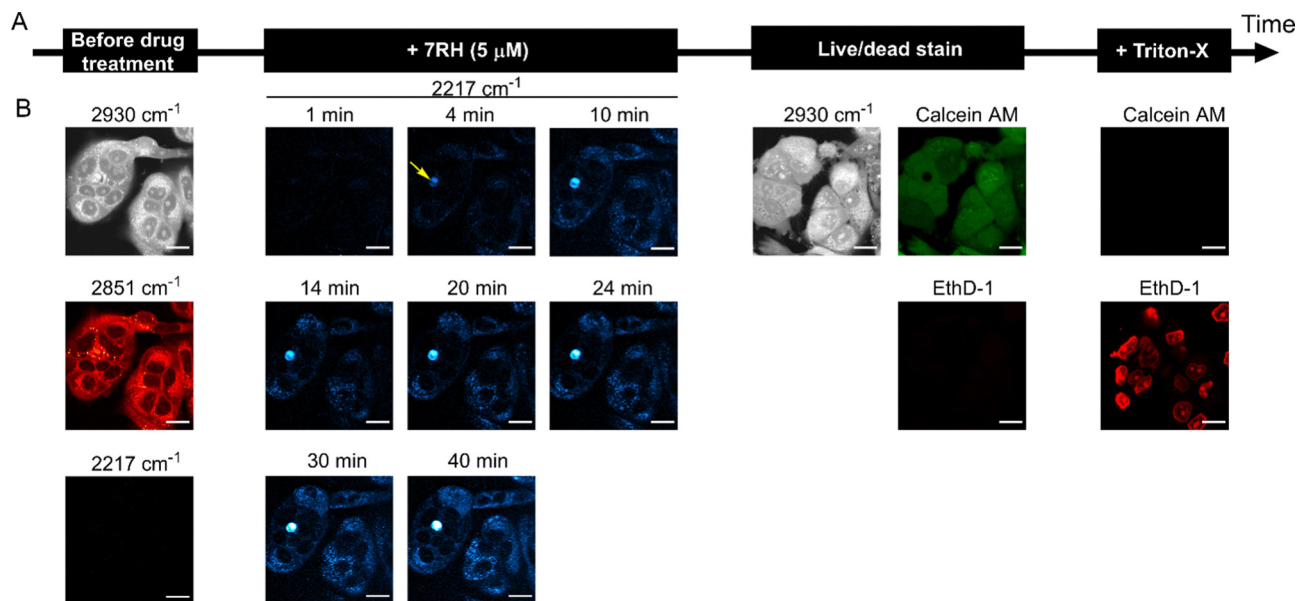 A
Before drug
treatment
+ 7RH (5 μM)
Live/dead stain
+ Triton-X
Time
2217 cm⁻¹
B
2930 cm⁻¹
1 min
4 min
10 min
2930 cm⁻¹
Calcein AM
Calcein AM
2851 cm⁻¹
14 min
20 min
24 min
EthD-1
EthD-1
2217 cm⁻¹
30 min
40 min